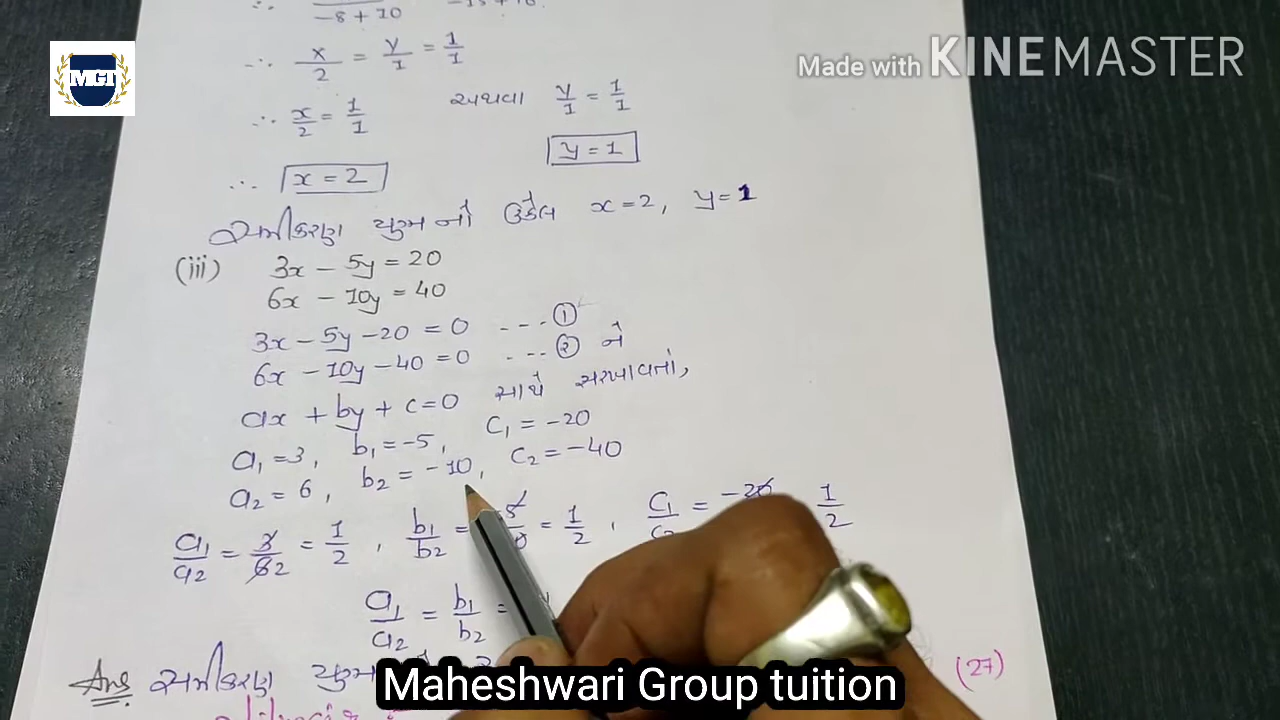 MGT
Made with KINEMASTER
∴ -8+10
∴ x/2 = y/1 = 1/1
∴ x/2 = 1/1 અથવા y/1 = 1/1
y = 1
∴ x = 2
સમીકરણ યુગ્મ નો ઉકેલ x = 2, y = 1
(iii) 3x - 5y = 20
6x - 10y = 40
3x - 5y - 20 = 0 --- ①
6x - 10y - 40 = 0 --- ② ને
ax + by + c = 0 સાથે સરખાવતાં,
a₁ = 3, b₁ = -5, c₁ = -20
a₂ = 6, b₂ = -10, c₂ = -40
a₁/a₂ = 3/62 = 1/2, b₁/b₂ = = 1/2, c₁/c₂ = -20 1/2
a₁/a₂ = b₁/b₂ =
Ans સમીકરણ યુગ્મ
Maheshwari Group tuition
(27)